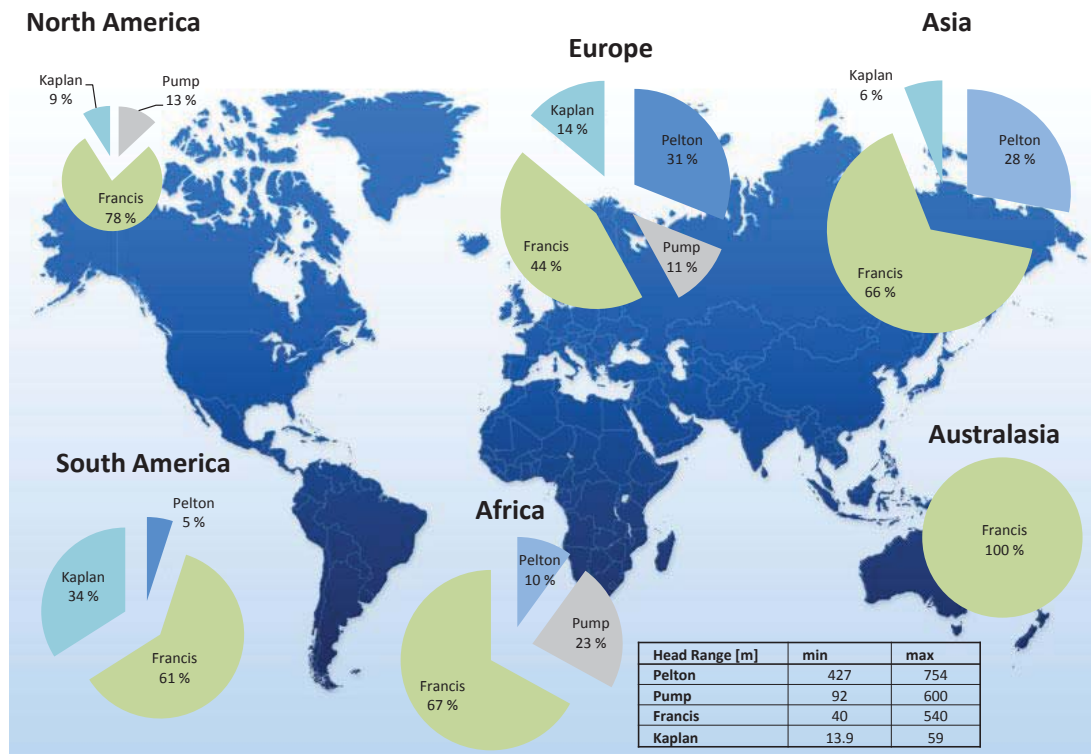 North America
Kaplan
9 %
Pump
13 %
Francis
78 %
Europe
Kaplan
14 %
Pelton
31 %
Francis
44 %
Pump
11 %
Asia
Kaplan
6 %
Pelton
28 %
Francis
66 %
South America
Pelton
5 %
Kaplan
34 %
Francis
61 %
Africa
Pelton
10 %
Pump
23 %
Francis
67 %
Australasia
Francis
100 %
Head Range [m] min max
Pelton 427 754
Pump 92 600
Francis 40 540
Kaplan 13.9 59